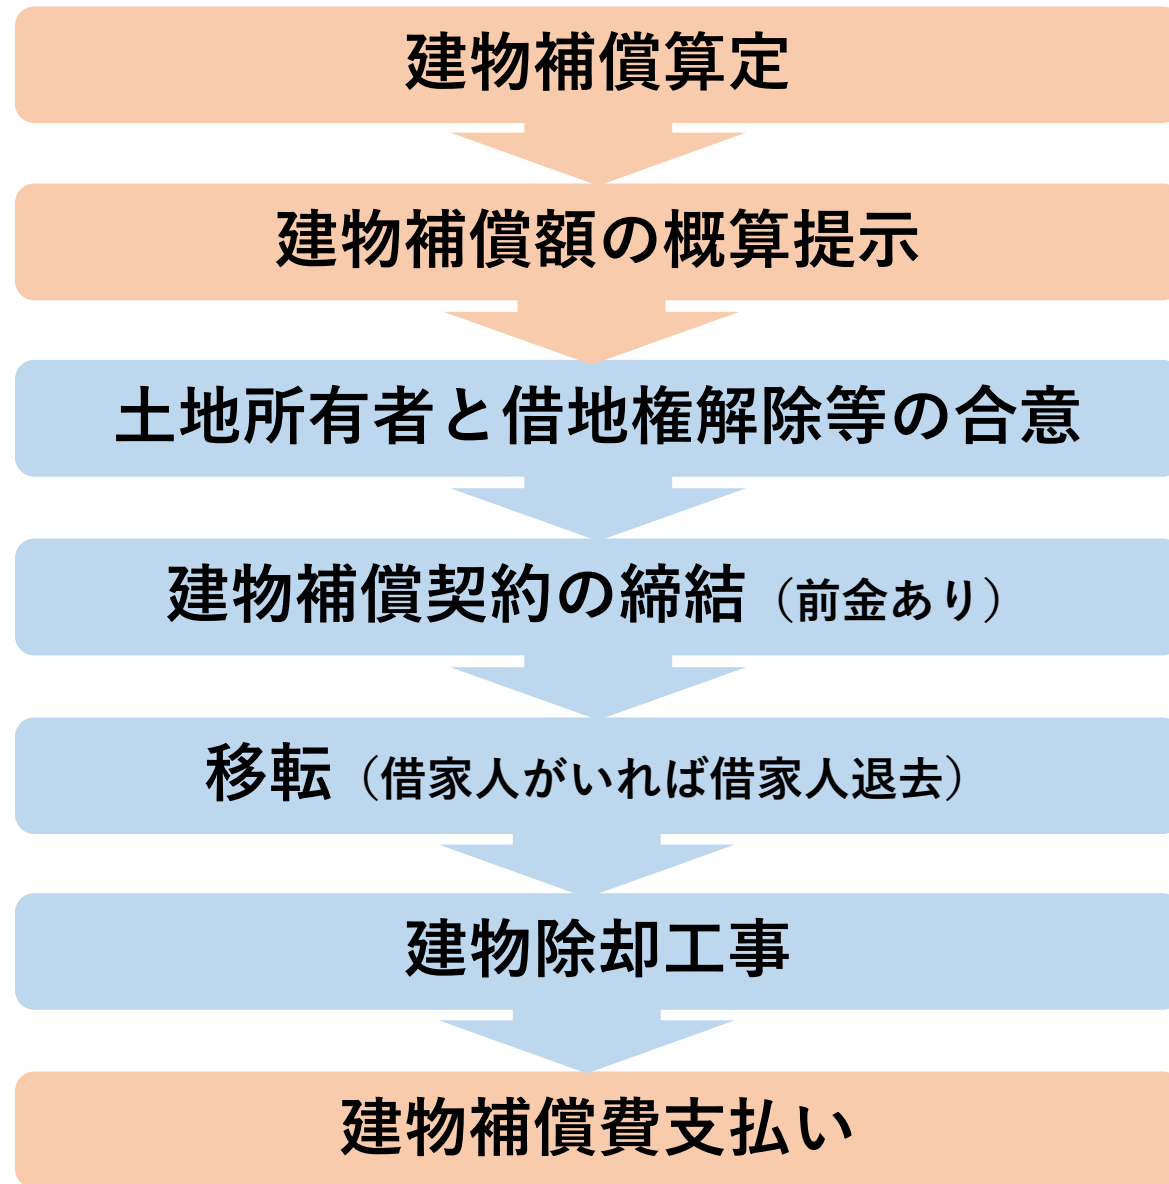 建物補償算定
建物補償額の概算提示
土地所有者と借地権解除等の合意
建物補償契約の締結（前金あり）
移転（借家人がいれば借家人退去）
建物除却工事
建物補償費支払い